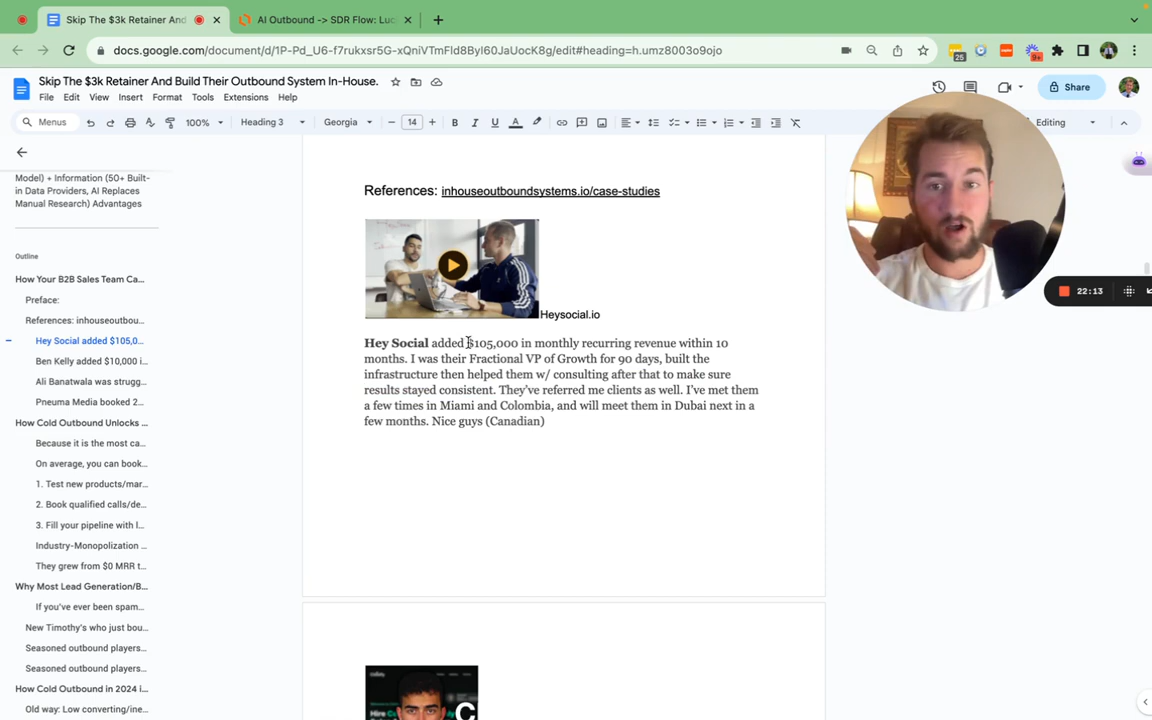 Skip The $3k Retainer And
AI Outbound -> SDR Flow: Luc
docs.google.com/document/d/1P-Pd_U6-f7rukxsr5G-xQniVTmFld8Byl60JaUocK8g/edit#heading=h.umz8003o9ojo
25
9+
Skip The $3k Retainer And Build Their Outbound System In-House.
File Edit View Insert Format Tools Extensions Help
Share
Menus
100%
Heading 3
Georgia
14
Editing
Model) + Information (50+ Built-
in Data Providers, AI Replaces
Manual Research) Advantages
Outline
How Your B2B Sales Team Ca...
Preface:
References: inhouseoutbou...
Hey Social added $105,0...
Ben Kelly added $10,000 i...
Ali Banatwala was strugg...
Pneuma Media booked 2...
How Cold Outbound Unlocks ...
Because it is the most ca...
On average, you can book...
1. Test new products/mar...
2. Book qualified calls/de...
3. Fill your pipeline with l...
Industry-Monopolization ...
They grew from $0 MRR t...
Why Most Lead Generation/B...
If you've ever been spam...
New Timothy's who just bou...
Seasoned outbound players...
Seasoned outbound players...
How Cold Outbound in 2024 i...
Old way: Low converting/ine...
References: inhouseoutboundsystems.io/case-studies
Heysocial.io
Hey Social added $105,000 in monthly recurring revenue within 10
months. I was their Fractional VP of Growth for 90 days, built the
infrastructure then helped them w/ consulting after that to make sure
results stayed consistent. They've referred me clients as well. I've met them
a few times in Miami and Colombia, and will meet them in Dubai next in a
few months. Nice guys (Canadian)
22:13